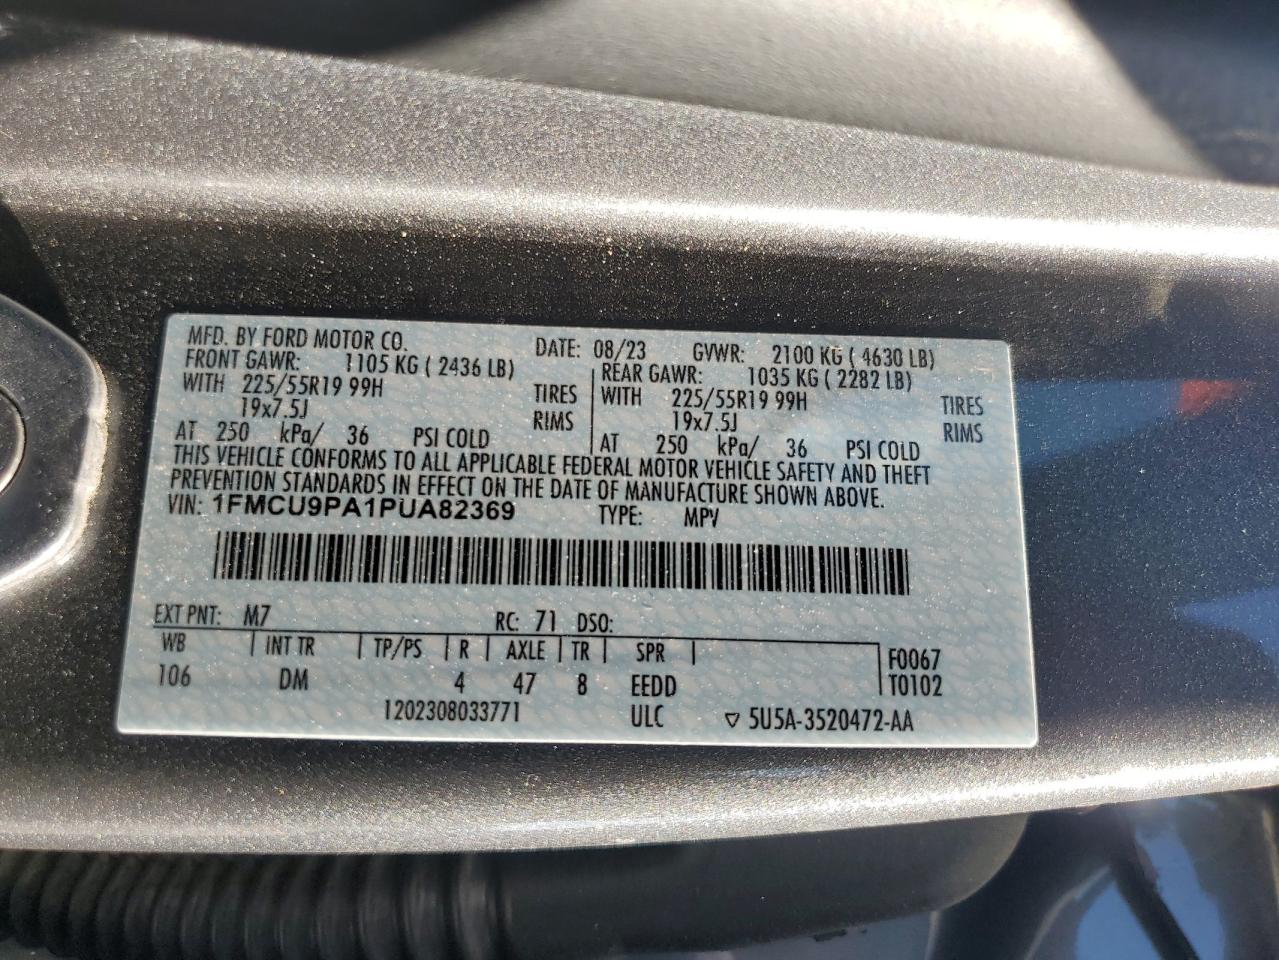 MFD. BY FORD MOTOR CO. DATE: 08/23 GVWR: 2100 KG ( 4630 LB)
FRONT GAWR: 1105 KG ( 2436 LB) REAR GAWR: 1035 KG ( 2282 LB)
WITH 225/55R19 99H TIRES WITH 225/55R19 99H TIRES
19x7.5J RIMS 19x7.5J RIMS
AT 250 kPa/ 36 PSI COLD AT 250 kPa/ 36 PSI COLD
THIS VEHICLE CONFORMS TO ALL APPLICABLE FEDERAL MOTOR VEHICLE SAFETY AND THEFT
PREVENTION STANDARDS IN EFFECT ON THE DATE OF MANUFACTURE SHOWN ABOVE.
VIN: 1FMCU9PA1PUA82369 TYPE: MPV
EXT PNT: M7 RC: 71 DSO:
WB INT TR TP/PS R AXLE TR SPR F0067
106 DM 4 47 8 EEDD T0102
1202308033771 ULC ▽ 5U5A-3520472-AA